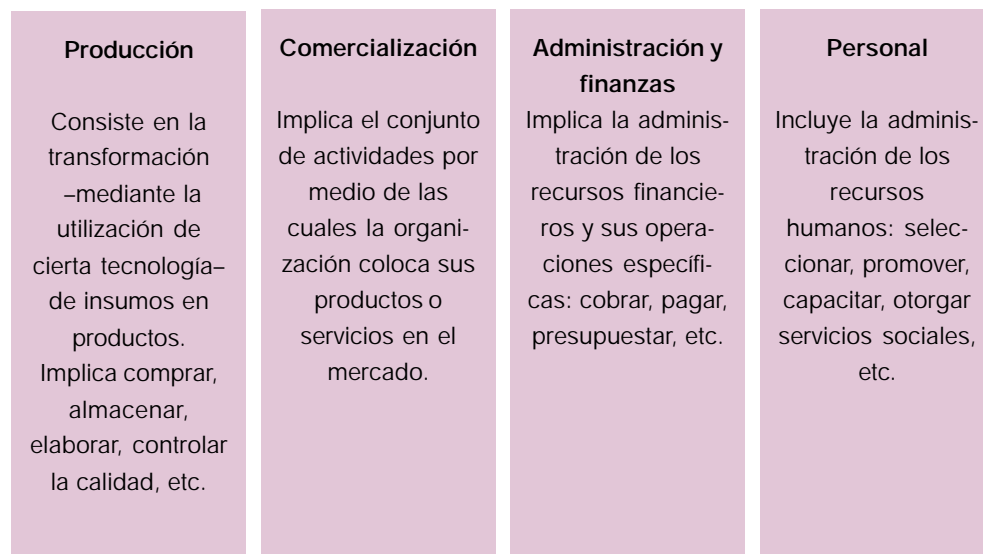 Producción
Consiste en la
transformación
–mediante la
utilización de
cierta tecnología–
de insumos en
productos.
Implica comprar,
almacenar,
elaborar, controlar
la calidad, etc.
Comercialización
Implica el conjunto
de actividades por
medio de las
cuales la organi-
zación coloca sus
productos o
servicios en el
mercado.
Administración y
finanzas
Implica la adminis-
tración de los
recursos financie-
ros y sus opera-
ciones específi-
cas: cobrar, pagar,
presupuestar, etc.
Personal
Incluye la adminis-
tración de los
recursos
humanos: selec-
cionar, promover,
capacitar, otorgar
servicios sociales,
etc.